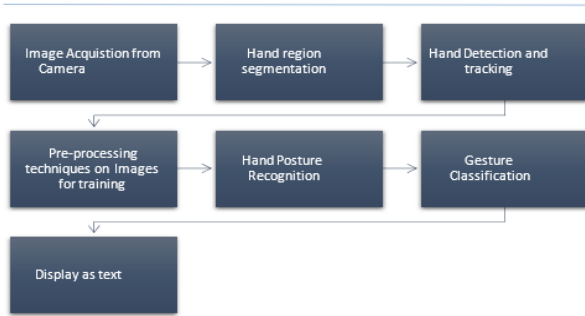 Image Acquistion from
Camera
Hand region
segmentation
Hand Detection and
tracking
Pre-processing
techniques on Images
for training
Hand Posture
Recognition
Gesture
Classification
Display as text